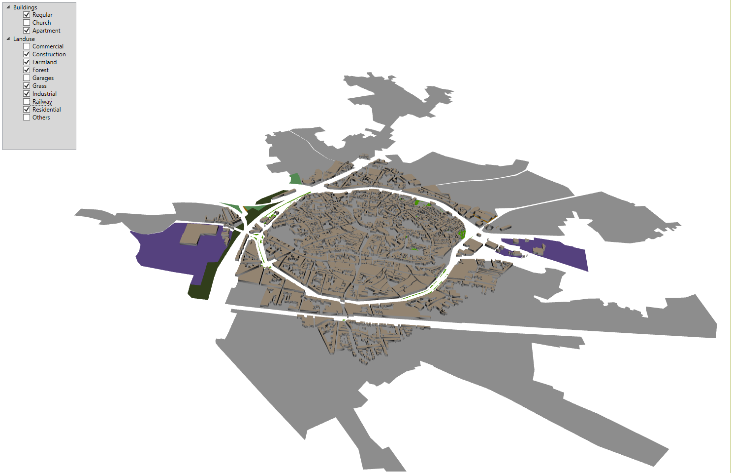 Buildings
Regular
Church
Apartment
Landuse
Commercial
Construction
Farmland
Forest
Garages
Grass
Industrial
Railway
Residential
Others